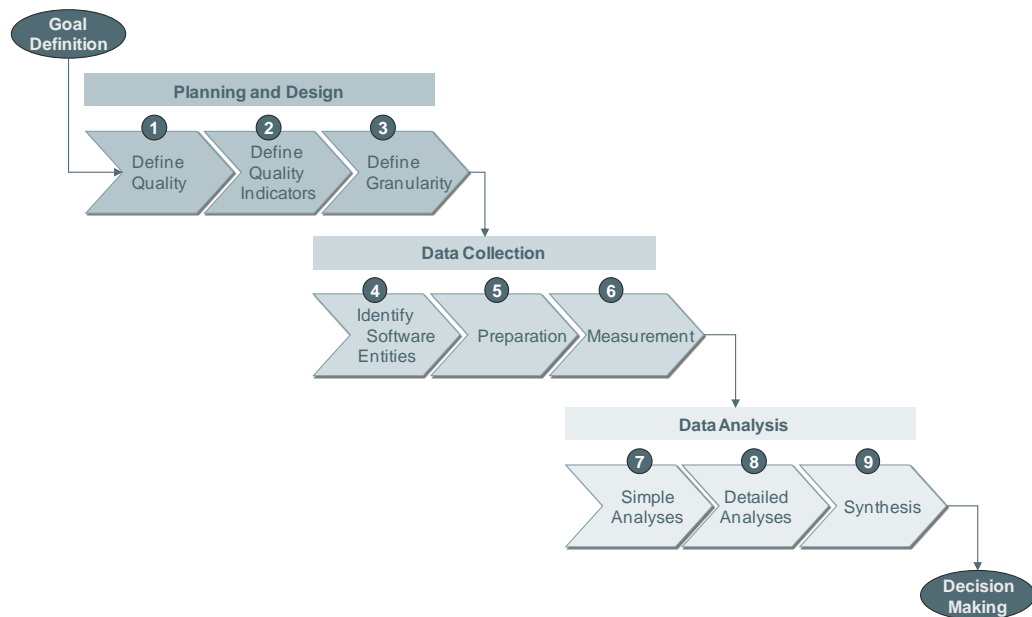 Goal
Definition
Planning and Design
1
Define
Quality
2
Define
Quality
Indicators
3
Define
Granularity
Data Collection
4
Identify
Software
Entities
5
Preparation
6
Measurement
Data Analysis
7
Simple
Analyses
8
Detailed
Analyses
9
Synthesis
Decision
Making